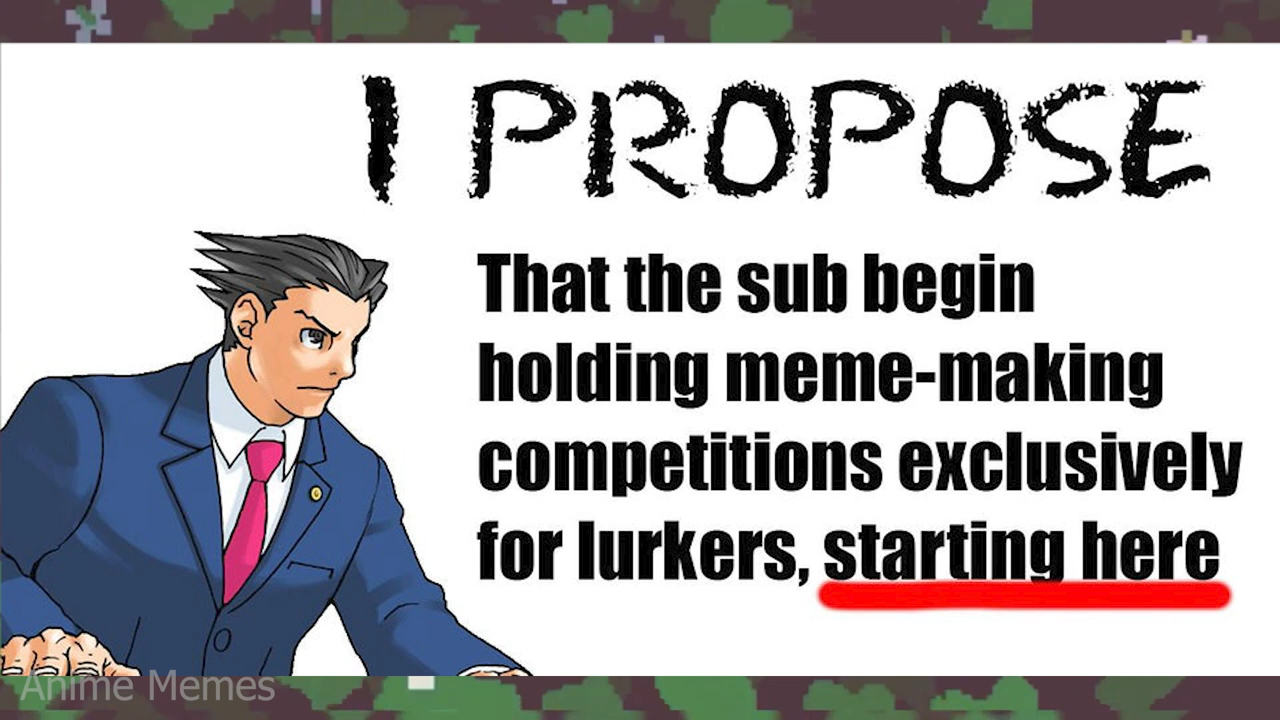 I PROPOSE
That the sub begin
holding meme-making
competitions exclusively
for lurkers, starting here
Anime Memes